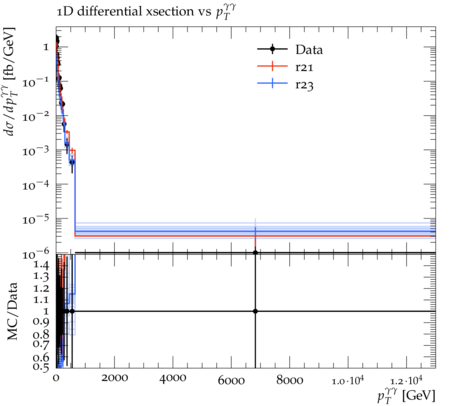 1D differential xsection vs p_T^γγ
dσ/dp_T^γγ [fb/GeV]
Data
r21
r23
1
10^−1
10^−2
10^−3
10^−4
10^−5
10^−6
MC/Data
1.4
1.3
1.2
1.1
1
0.9
0.8
0.7
0.6
0.5
0 2000 4000 6000 8000 1.0·10^4 1.2·10^4
p_T^γγ [GeV]